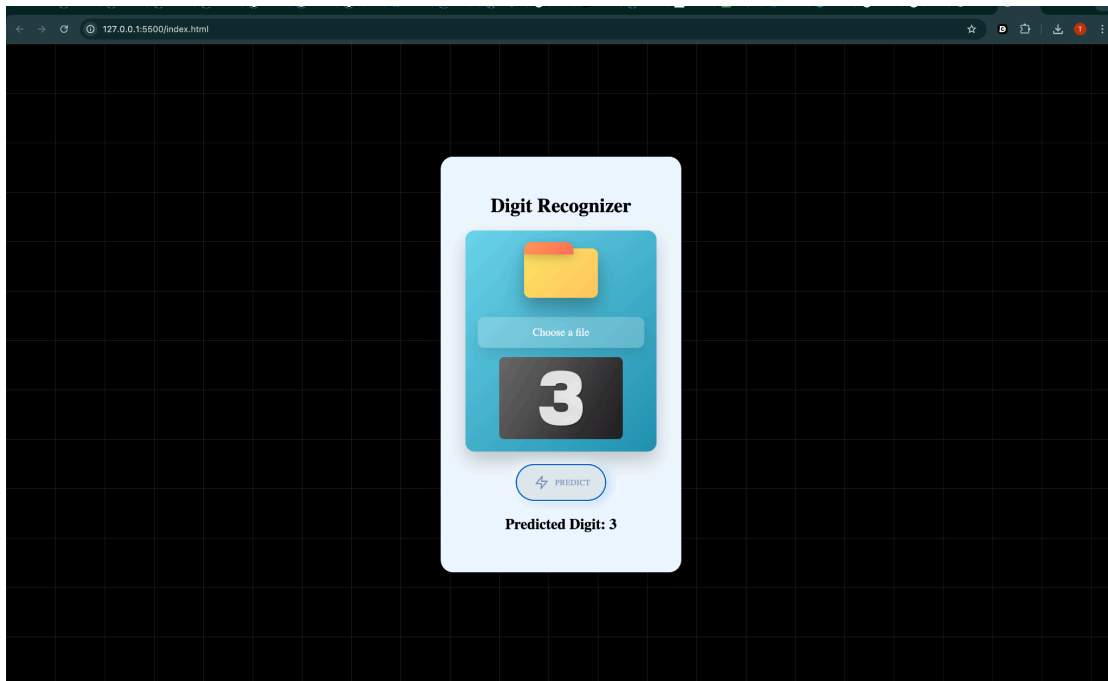 127.0.0.1:5500/index.html
T
Digit Recognizer
Choose a file
3
PREDICT
Predicted Digit: 3